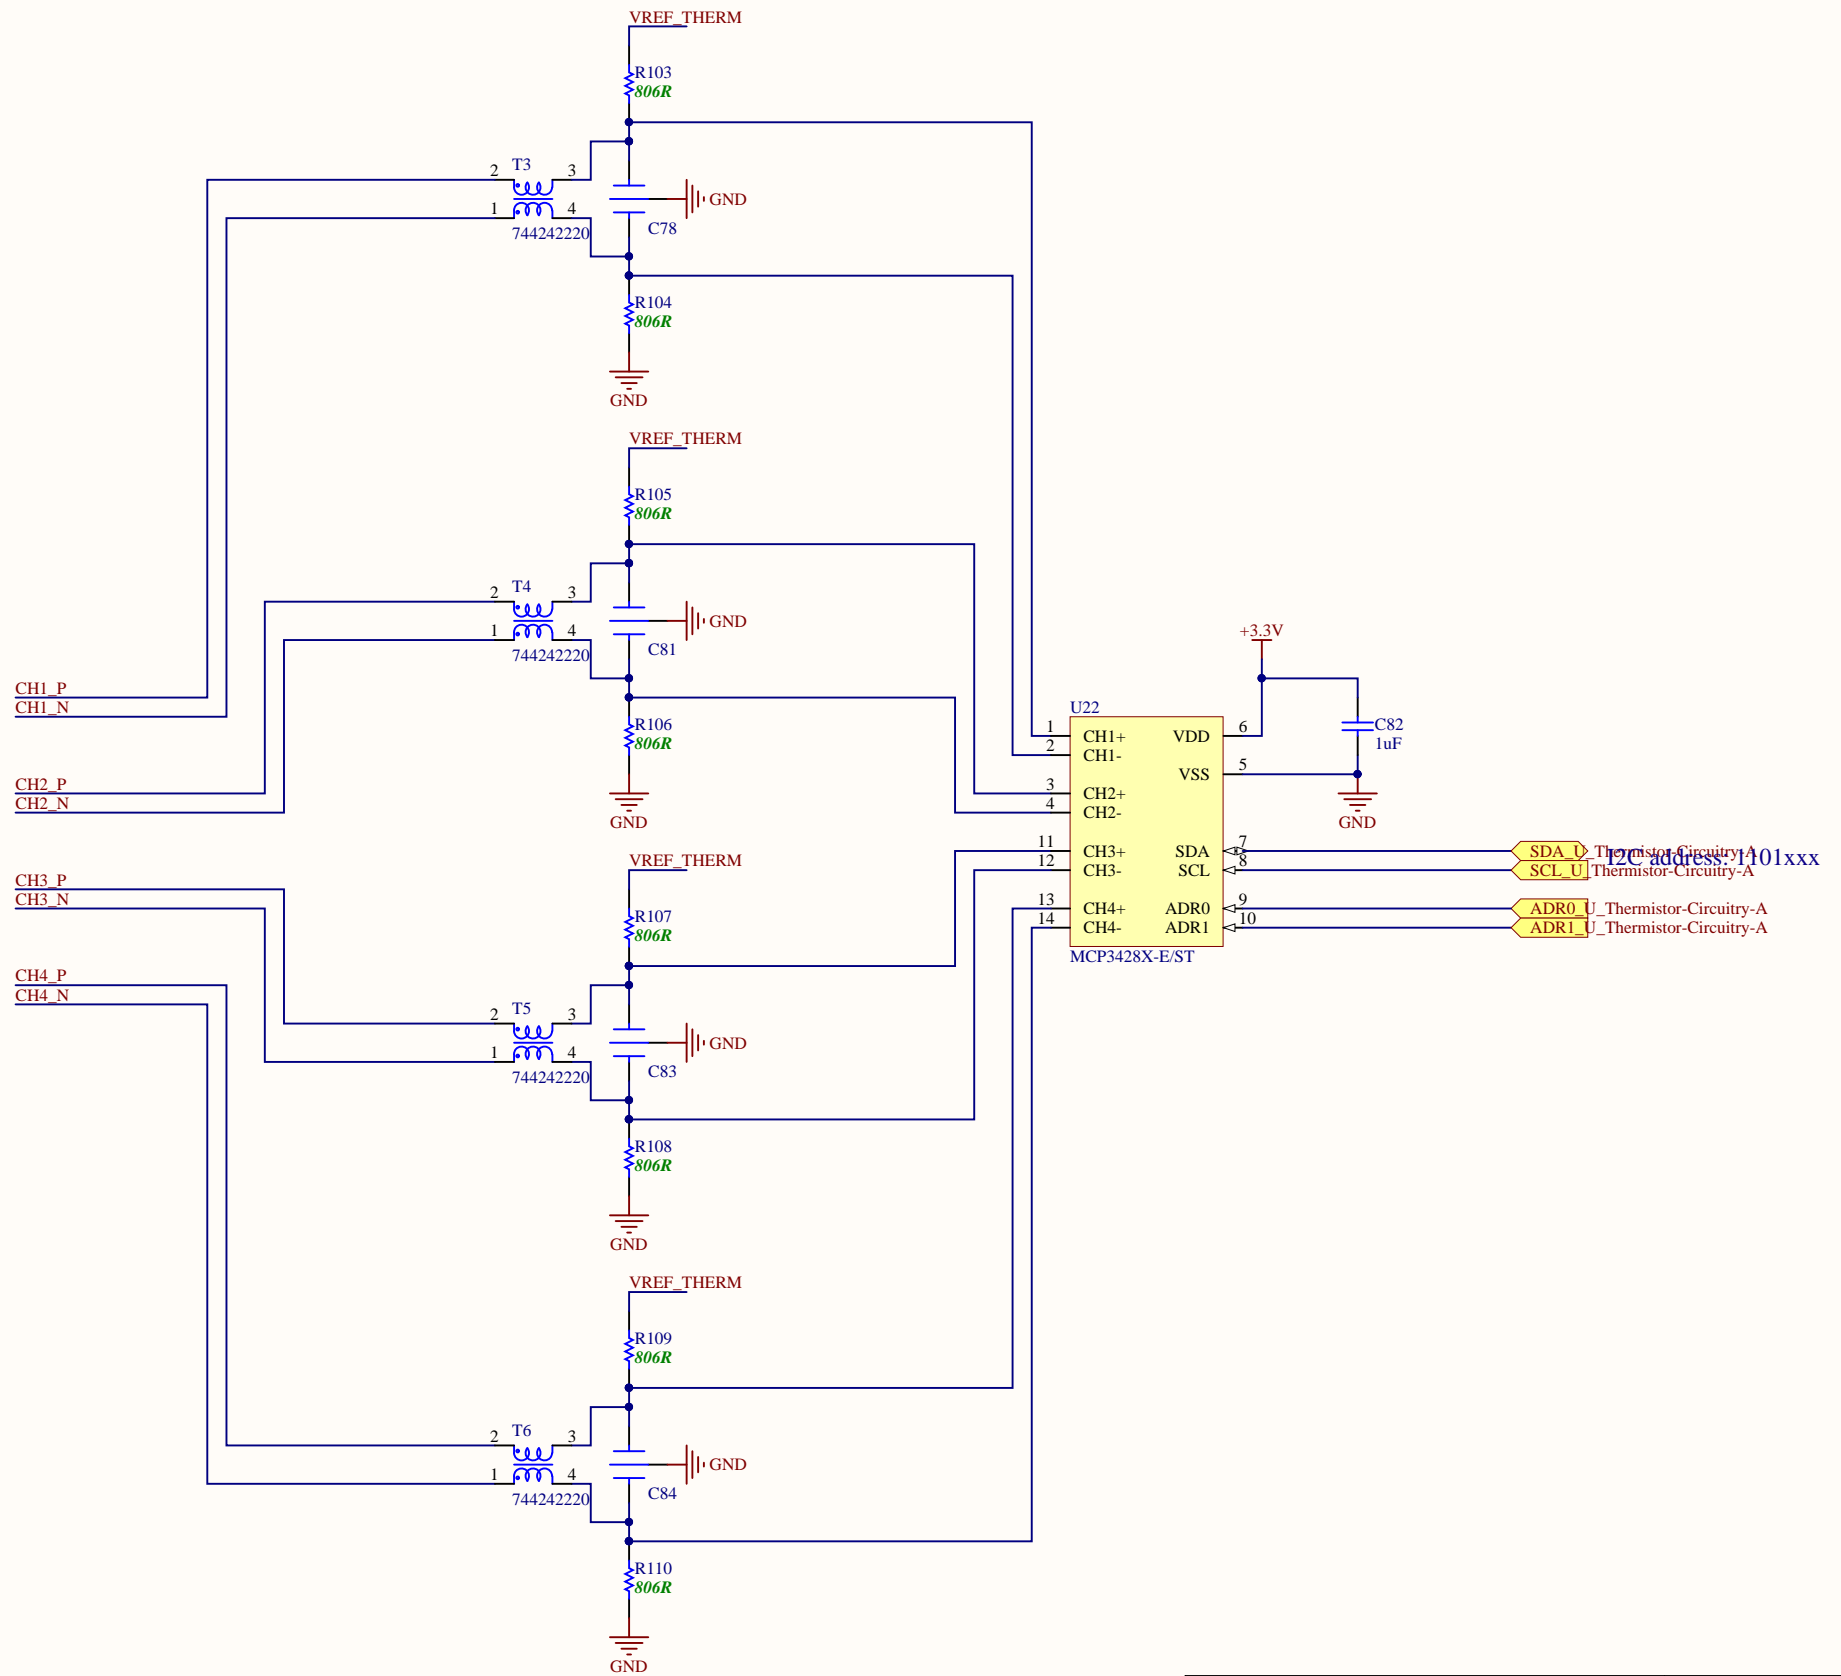 VREF_THERM
R103
806R
2 T3 3
GND
1 4
C78
744242220
R104
806R
GND
VREF_THERM
R105
806R
2 T4 3
GND
1 4
C81
744242220
R106
806R
GND
CH1_P
CH1_N
CH2_P
CH2_N
CH3_P
CH3_N
CH4_P
CH4_N
+3.3V
U22
C82
1uF
1 CH1+ VDD 6
2 CH1-
VSS 5
3 CH2+
4 CH2-
GND
11 CH3+ SDA 7 SDA_U_Thermistor-Circuitry-A
I2C address: 1101xxx
12 CH3- SCL 8 SCL_U_Thermistor-Circuitry-A
13 CH4+ ADR0 9 ADR0_U_Thermistor-Circuitry-A
14 CH4- ADR1 10 ADR1_U_Thermistor-Circuitry-A
MCP3428X-E/ST
VREF_THERM
R107
806R
2 T5 3
GND
1 4
C83
744242220
R108
806R
GND
VREF_THERM
R109
806R
2 T6 3
GND
1 4
C84
744242220
R110
806R
GND